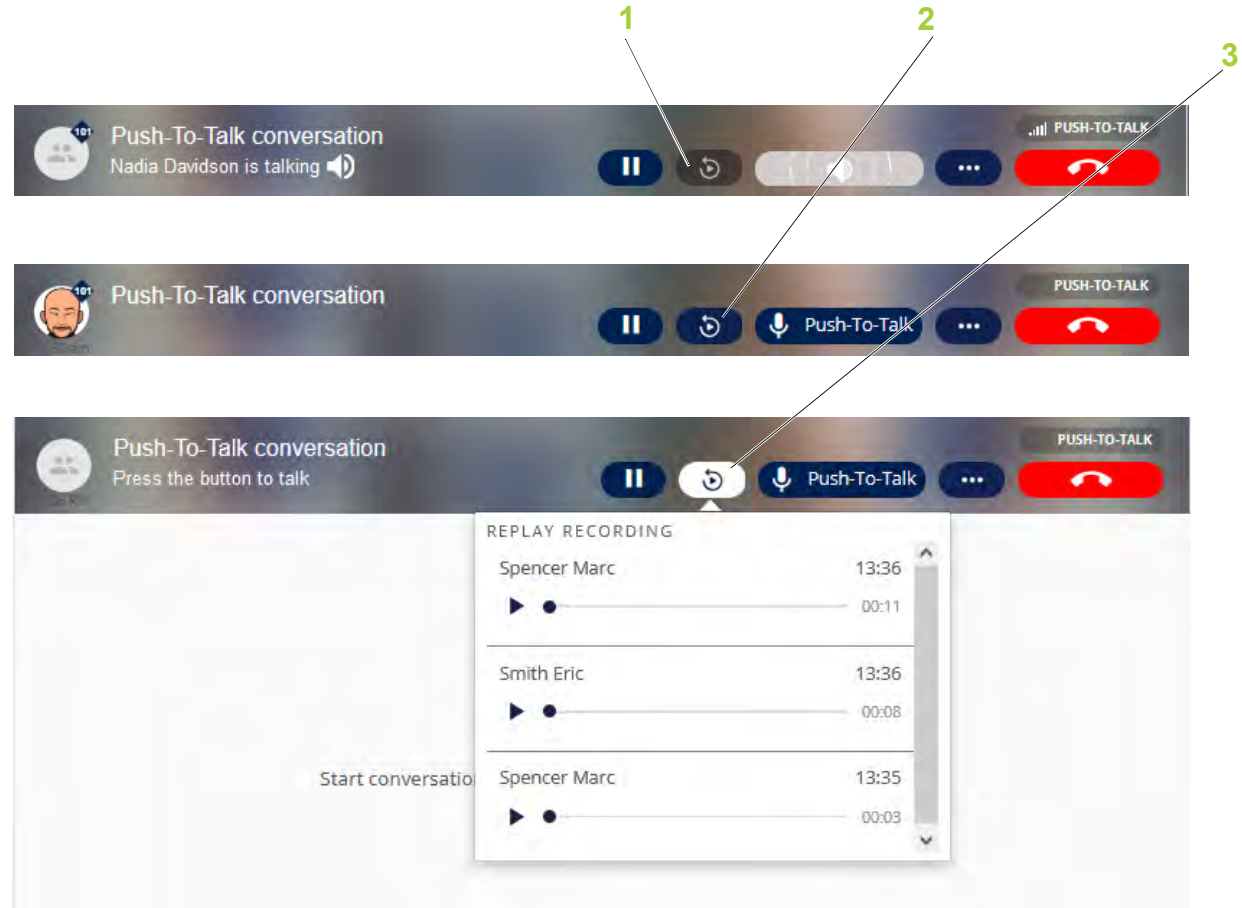 1
2
3
101
Push-To-Talk conversation
PUSH-TO-TALK
Nadia Davidson is talking
101
Push-To-Talk conversation
PUSH-TO-TALK
Push-To-Talk
Push-To-Talk conversation
PUSH-TO-TALK
Press the button to talk
Push-To-Talk
REPLAY RECORDING
Spencer Marc 13:36
00:11
Smith Eric 13:36
00:08
Start conversatio
Spencer Marc 13:35
00:03